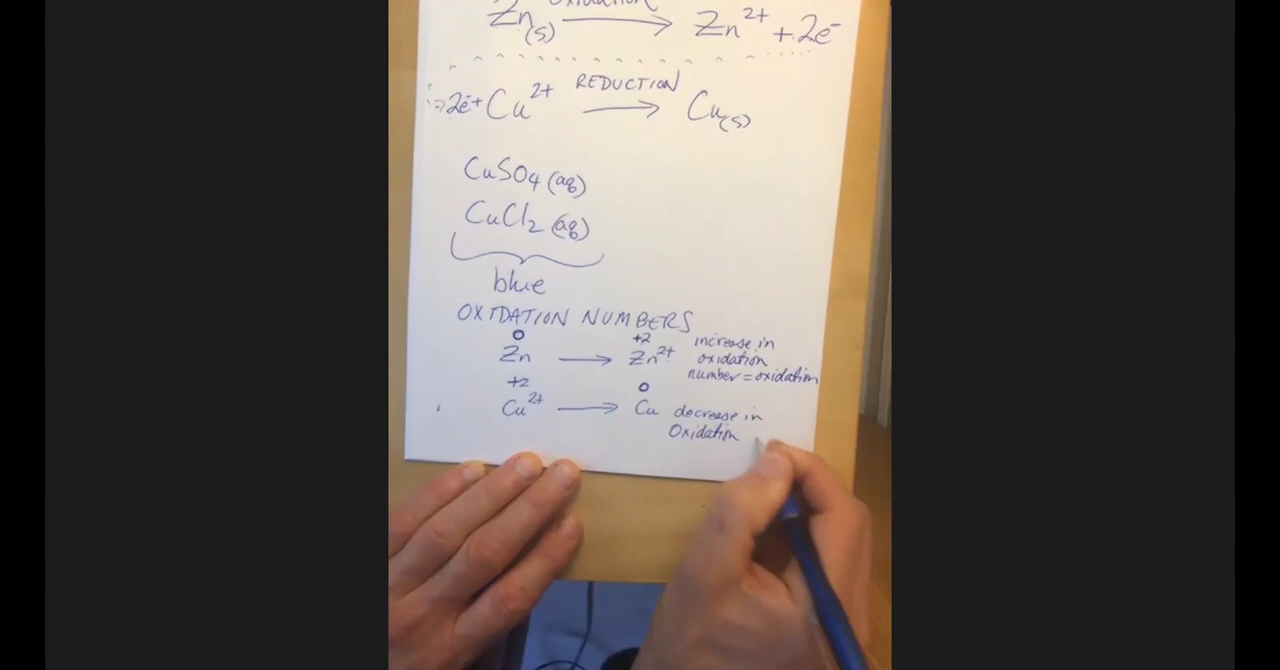 Oxidation
Zn(s) → Zn²⁺ + 2e⁻
REDUCTION
2e⁻ + Cu²⁺ → Cu(s)
CuSO₄ (aq)
CuCl₂ (aq)
blue
OXIDATION NUMBERS
0 +2 increase in
Zn → Zn²⁺ oxidation
number = oxidation
+2 0
Cu²⁺ → Cu decrease in
Oxidation